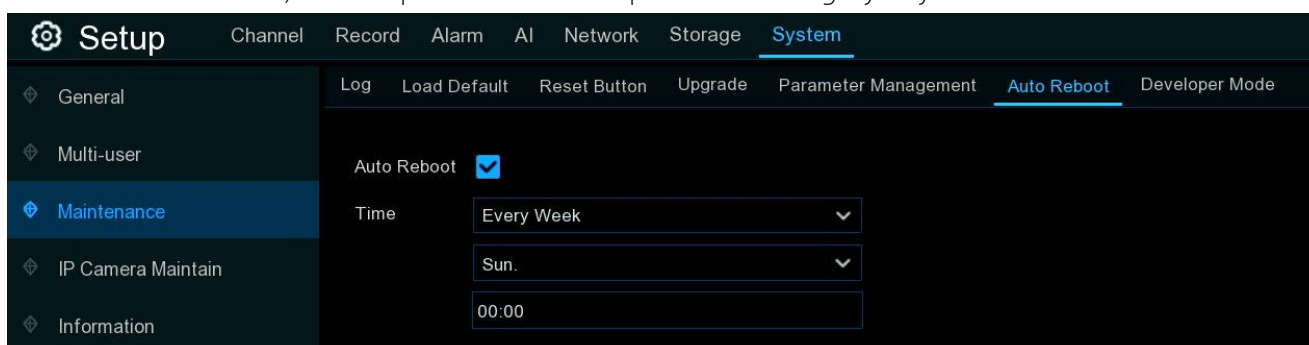 Setup Channel Record Alarm AI Network Storage System
General
Log Load Default Reset Button Upgrade Parameter Management Auto Reboot Developer Mode
Multi-user
Auto Reboot
Maintenance
Time Every Week
IP Camera Maintain
Sun.
Information
00:00